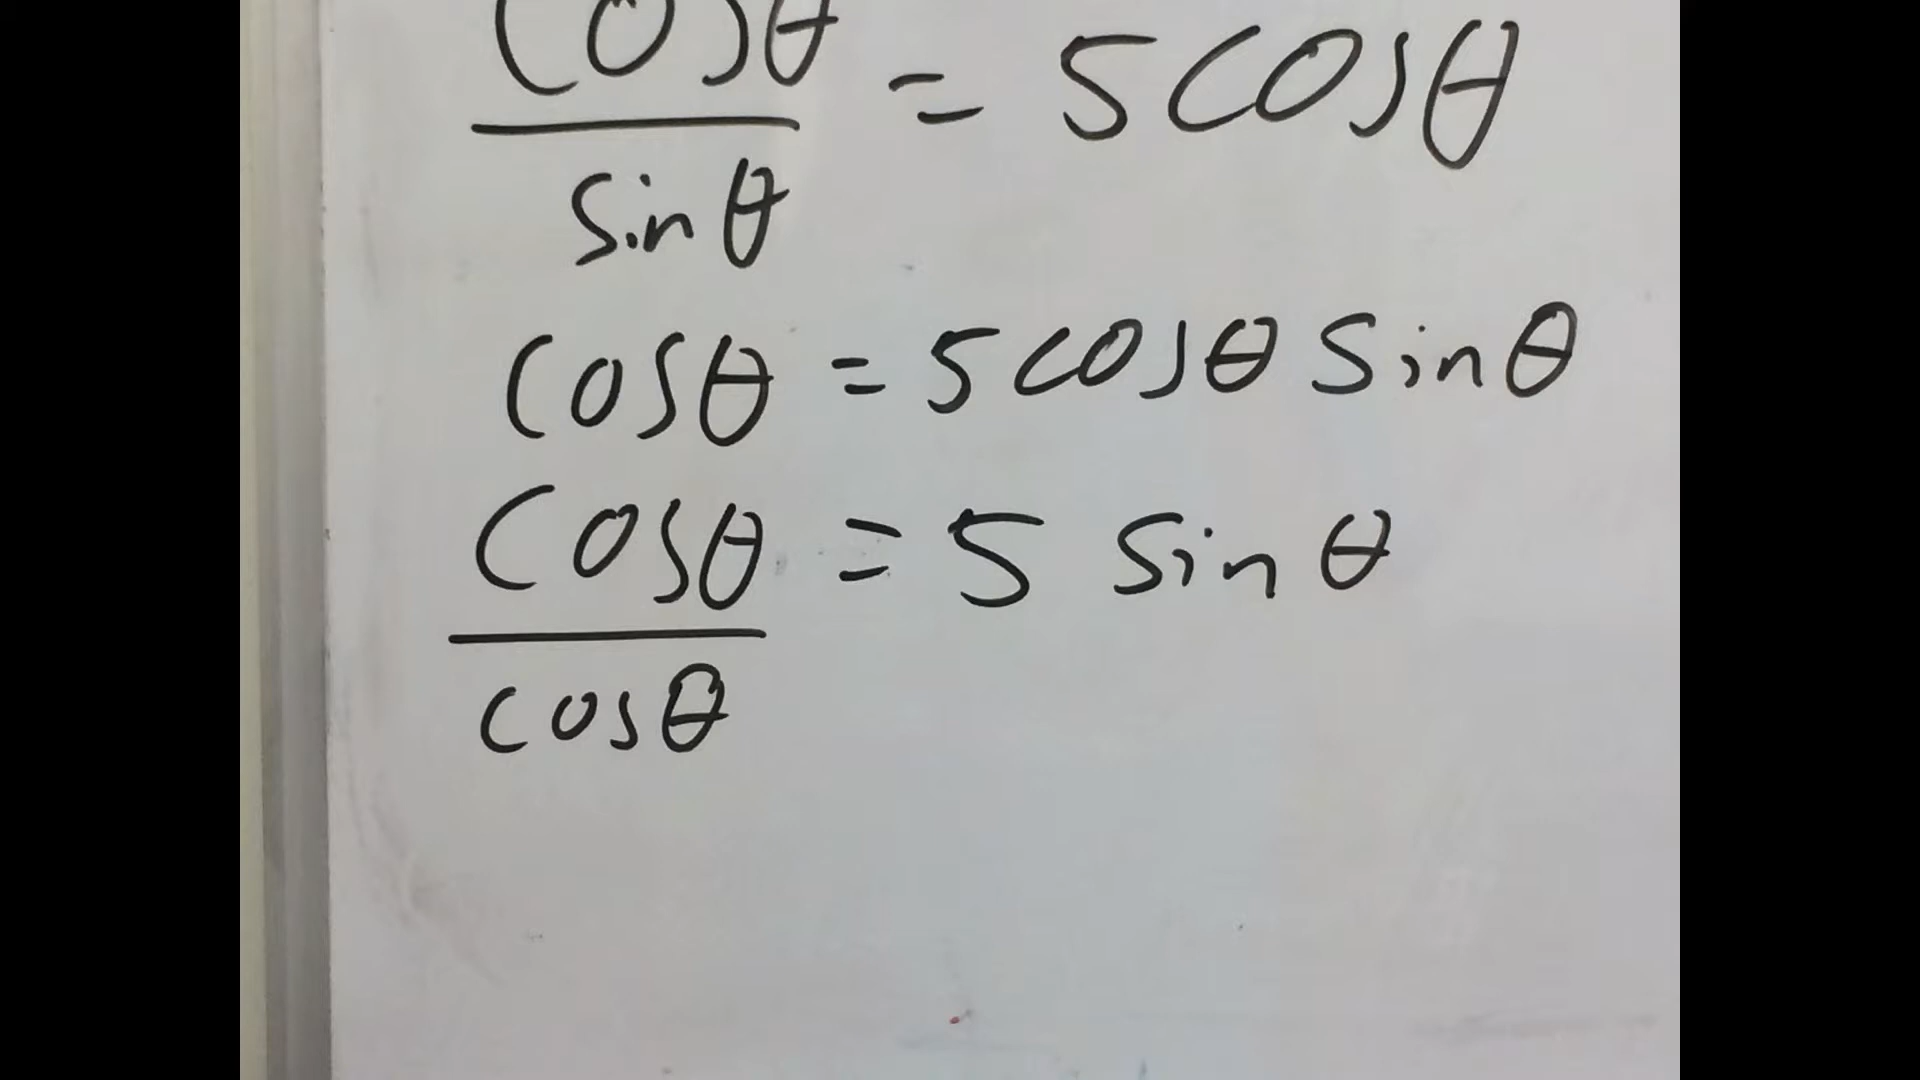 cosθ/sinθ = 5cosθ
cosθ = 5cosθ sinθ
cosθ/cosθ = 5 sinθ